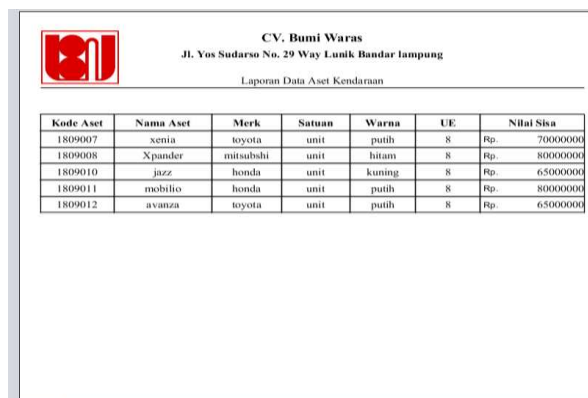 CV. Bumi Waras
Jl. Yos Sudarso No. 29 Way Lunik Bandar lampung
Laporan Data Aset Kendaraan
Kode Aset Nama Aset Merk Satuan Warna UE Nilai Sisa
1809007 xenia toyota unit putih 8 Rp. 70000000
1809008 Xpander mitsubshi unit hitam 8 Rp. 80000000
1809010 jazz honda unit kuning 8 Rp. 65000000
1809011 mobilio honda unit putih 8 Rp. 80000000
1809012 avanza toyota unit putih 8 Rp. 65000000